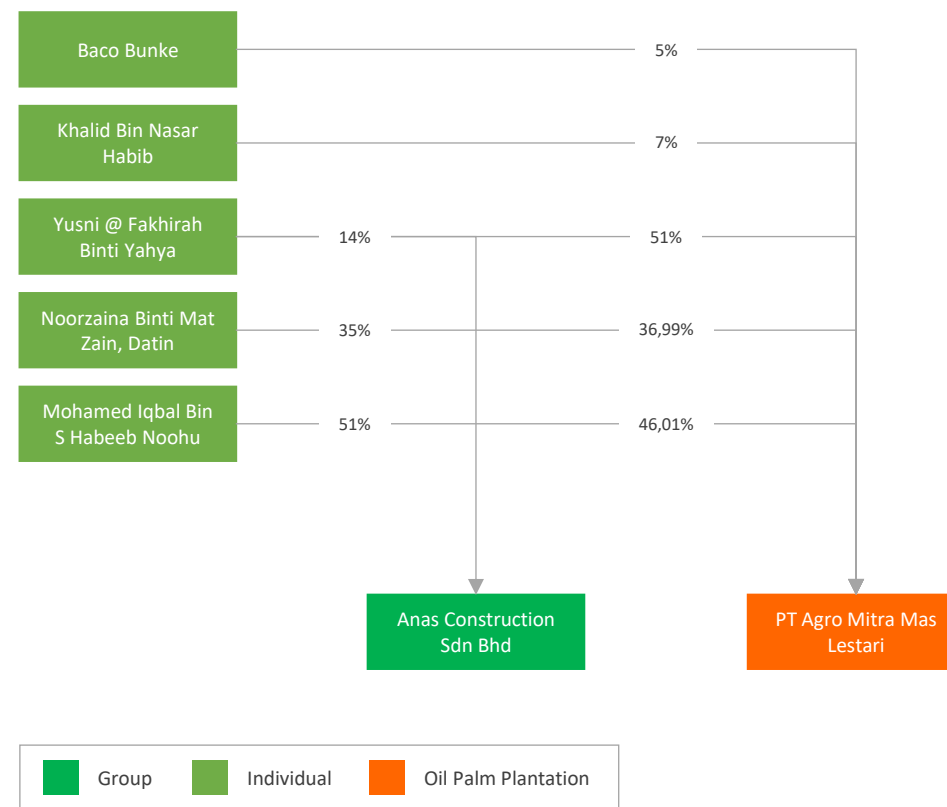 Baco Bunke
5%
Khalid Bin Nasar
Habib
7%
Yusni @ Fakhirah
Binti Yahya
14%
51%
Noorzaina Binti Mat
Zain, Datin
35%
36,99%
Mohamed Iqbal Bin
S Habeeb Noohu
51%
46,01%
Anas Construction
Sdn Bhd
PT Agro Mitra Mas
Lestari
Group
Individual
Oil Palm Plantation